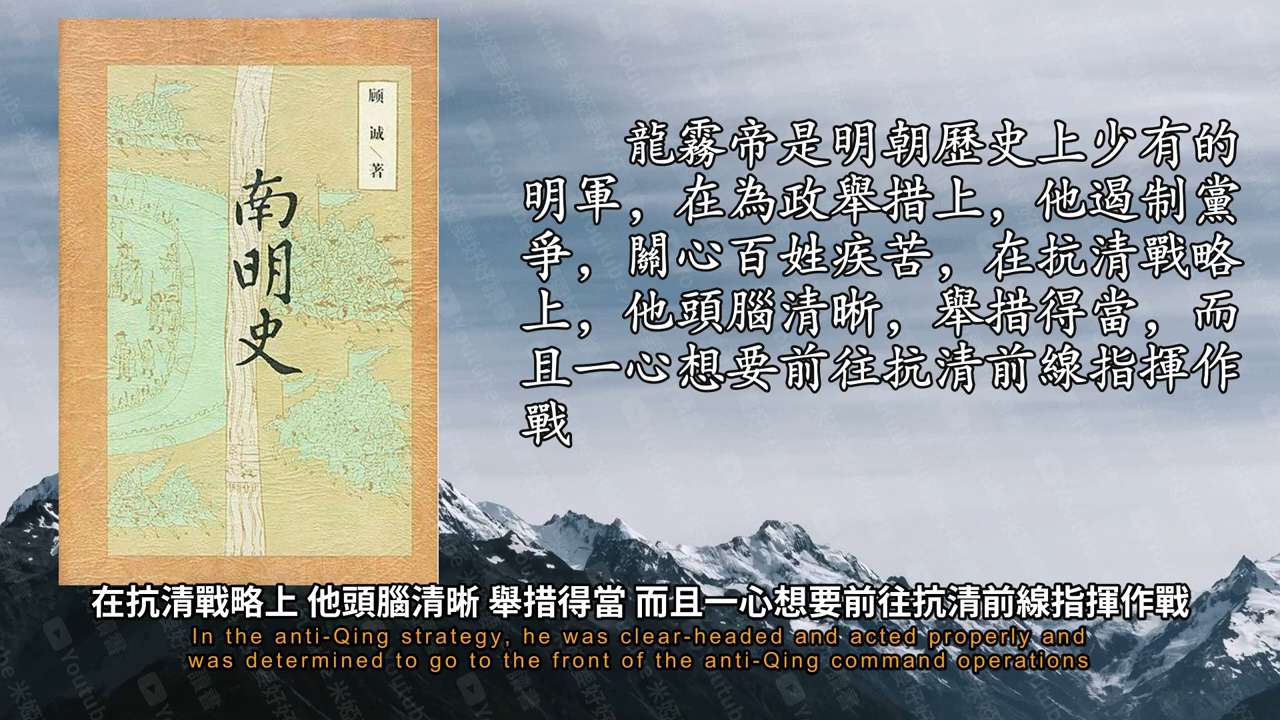 顾诚╲著
南明史
龍霧帝是明朝歷史上少有的
明軍，在為政舉措上，他遏制黨
爭，關心百姓疾苦，在抗清戰略
上，他頭腦清晰，舉措得當，而
且一心想要前往抗清前線指揮作
戰
在抗清戰略上 他頭腦清晰 舉措得當 而且一心想要前往抗清前線指揮作戰
In the anti-Qing strategy, he was clear-headed and acted properly and
was determined to go to the front of the anti-Qing command operations